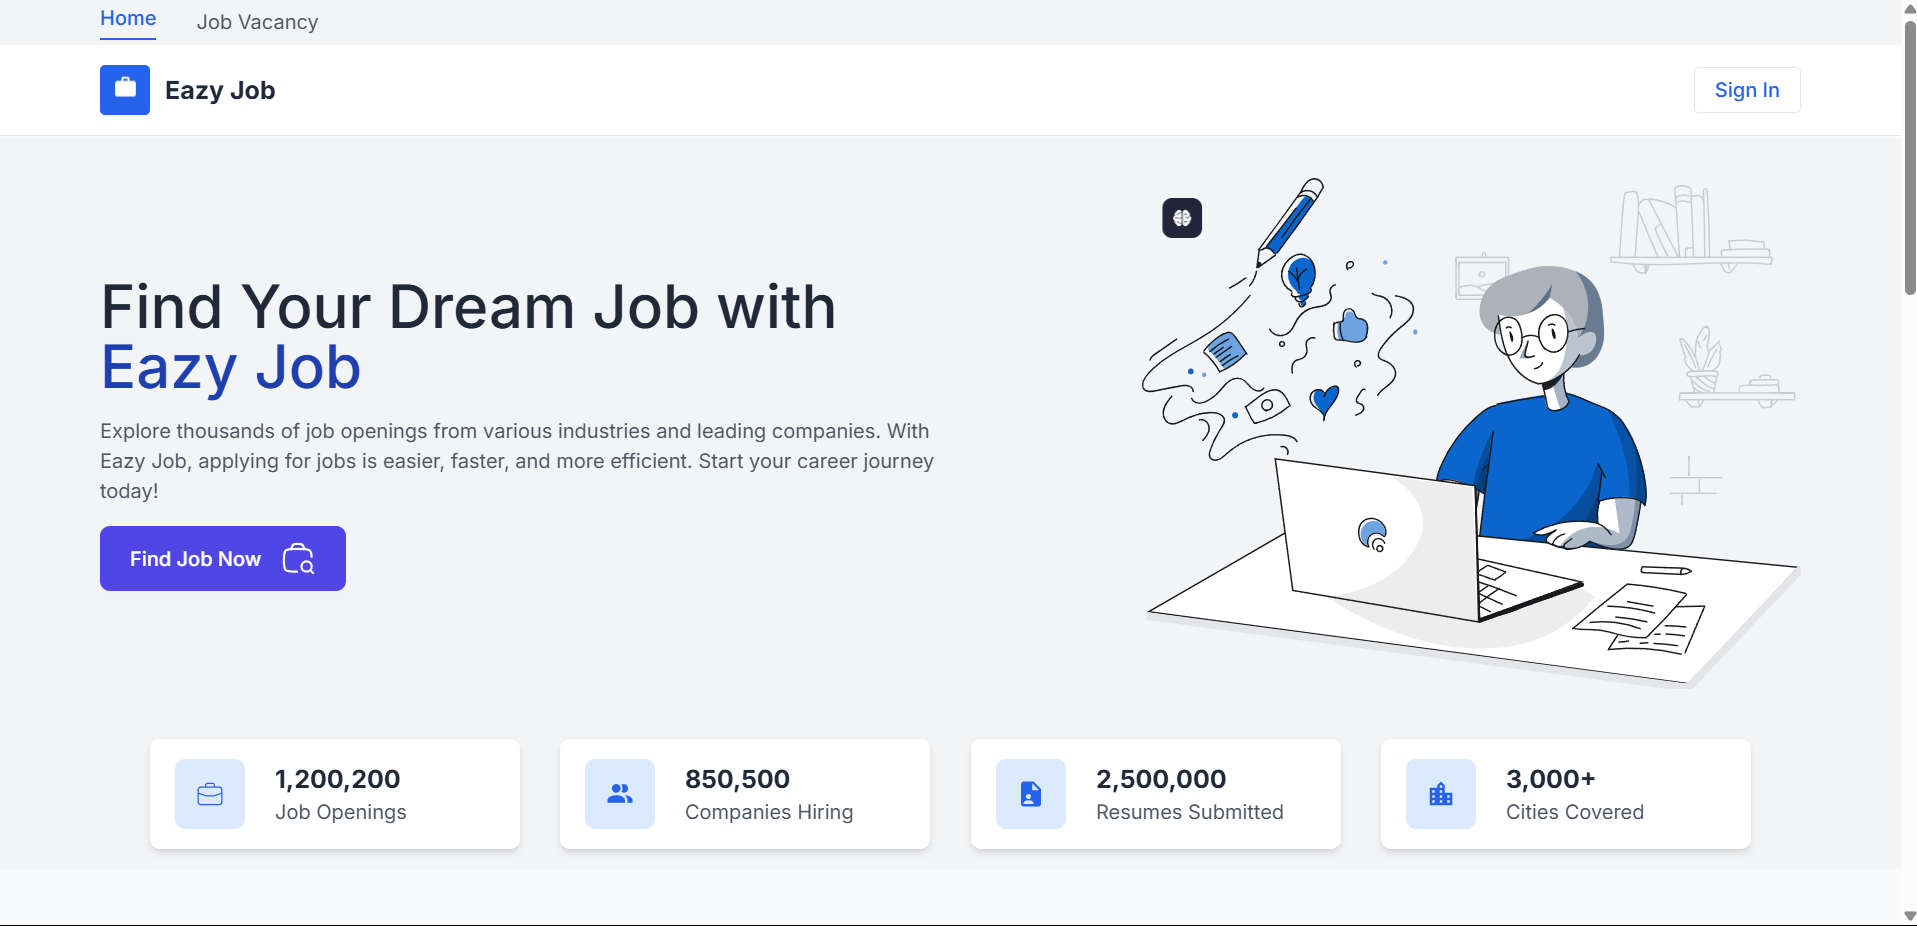 Home
Job Vacancy
Eazy Job
Sign In
Find Your Dream Job with
Eazy Job
Explore thousands of job openings from various industries and leading companies. With
Eazy Job, applying for jobs is easier, faster, and more efficient. Start your career journey
today!
Find Job Now
1,200,200
Job Openings
850,500
Companies Hiring
2,500,000
Resumes Submitted
3,000+
Cities Covered